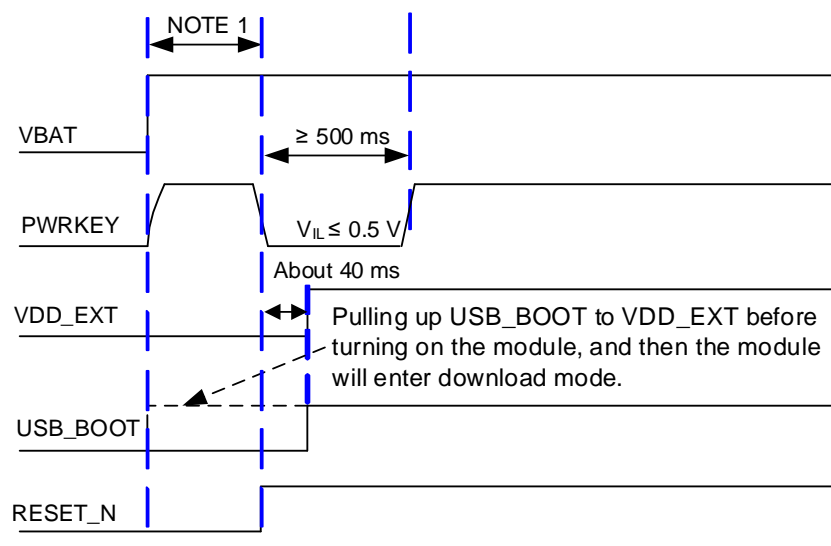 NOTE 1
VBAT
≥ 500 ms
PWRKEY
VIL ≤ 0.5 V
About 40 ms
VDD_EXT
Pulling up USB_BOOT to VDD_EXT before
turning on the module, and then the module
will enter download mode.
USB_BOOT
RESET_N